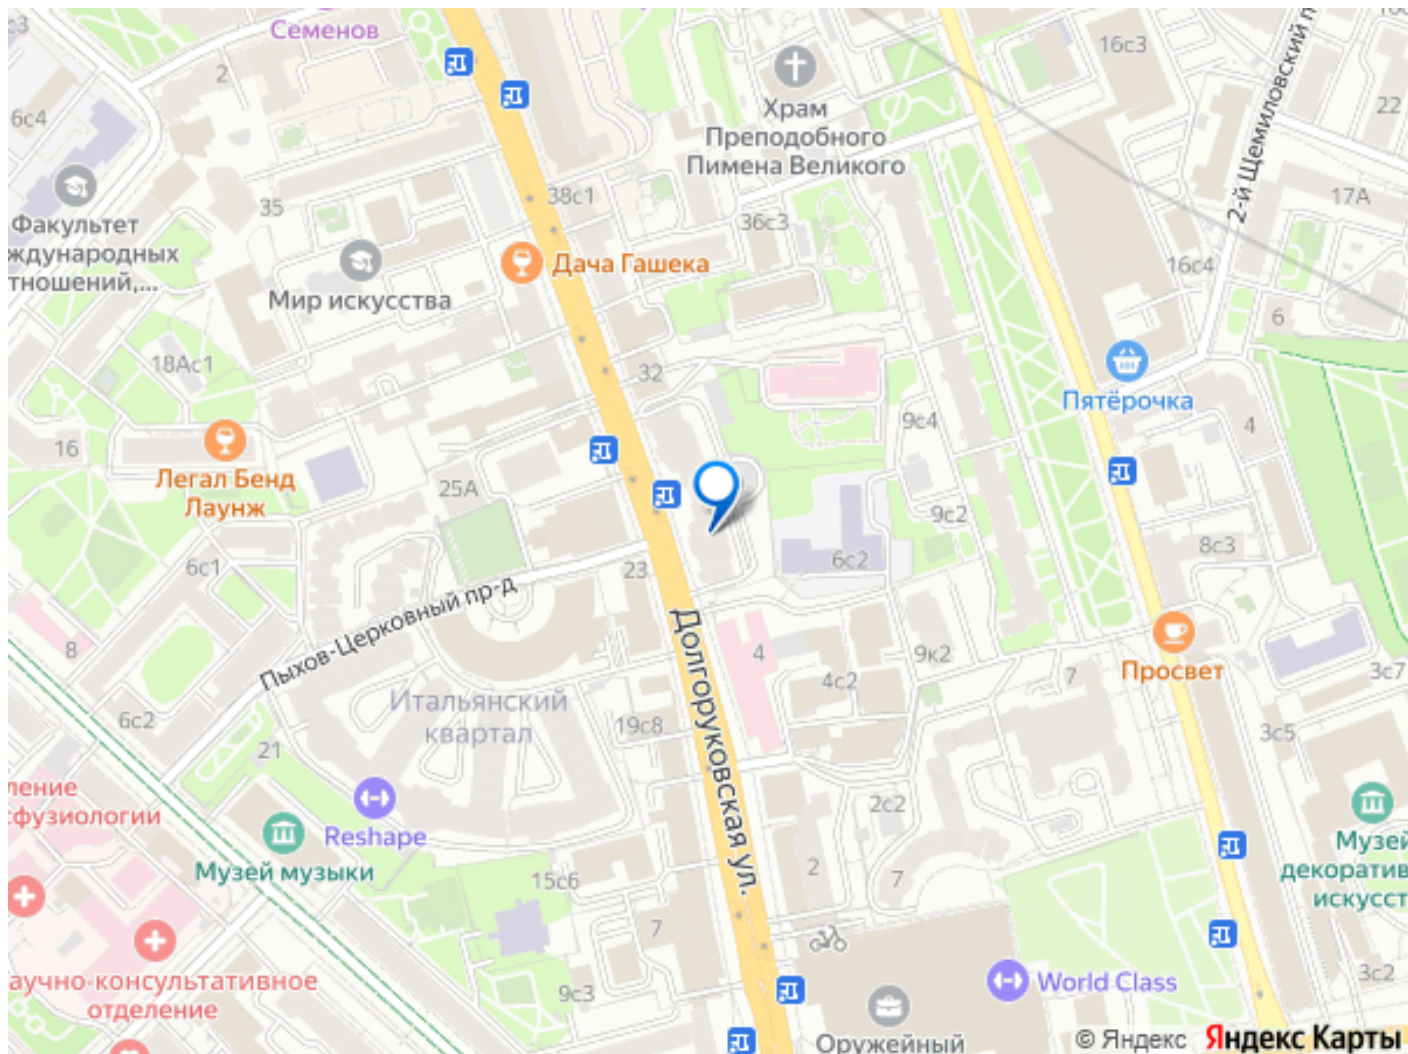 с3
Семенов
2
6с4
16с3
22
Храм
Преподобного
Пимена Великого
2-й Щемиловский п
17А
Факультет
ждународных
тношений,...
35
38с1
36с3
Мир искусства
Дача Гашека
16с4
6
18Ас1
32
Пятёрочка
16
9с4
4
Легал Бенд
Лаунж
25А
9с2
8с3
6с1
23
6с2
Пыхов-Церковный пр-д
Долгоруковская ул.
8
4
9к2
4с2
7
Просвет
3с7
Итальянский
квартал
6с2
19с8
21
3с5
ление
сфузиологии
Reshape
2с2
Музей музыки
Музей
декоратив
искусст
15с6
2
7
7
World Class
аучно-консультативное
отделение
9с3
3с2
Оружейный
© Яндекс Яндекс Карты